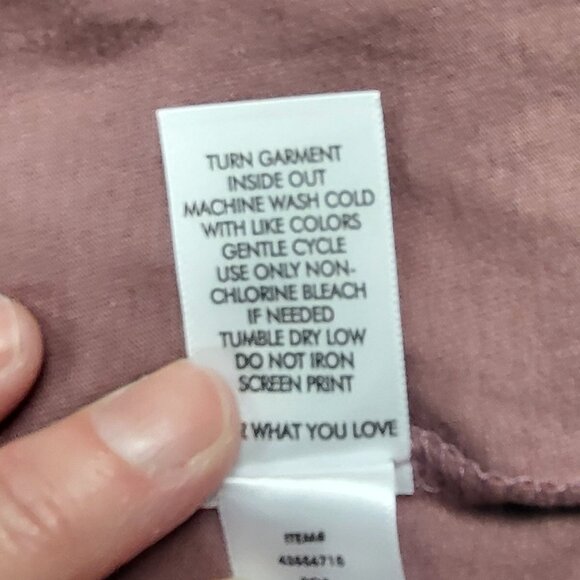 TURN GARMENT
INSIDE OUT
MACHINE WASH COLD
WITH LIKE COLORS
GENTLE CYCLE
USE ONLY NON-
CHLORINE BLEACH
IF NEEDED
TUMBLE DRY LOW
DO NOT IRON
SCREEN PRINT
WHAT YOU LOVE
ITEM#